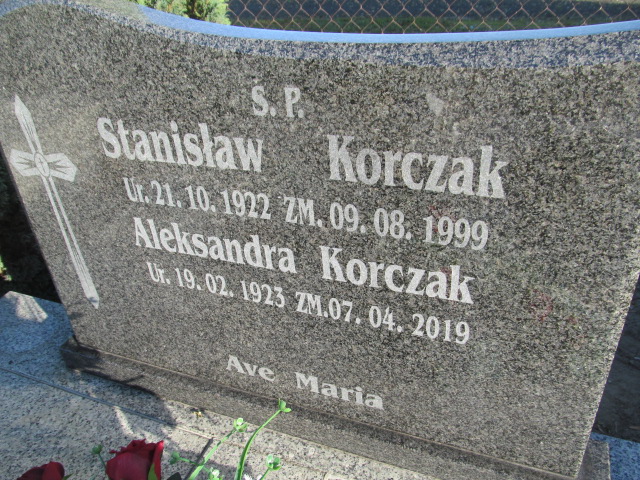 Ś. P.
Stanisław Korczak
Ur. 21. 10. 1922 ZM. 09. 08. 1999
Aleksandra Korczak
Ur. 19. 02. 1923 ZM.07. 04. 2019
Ave Maria